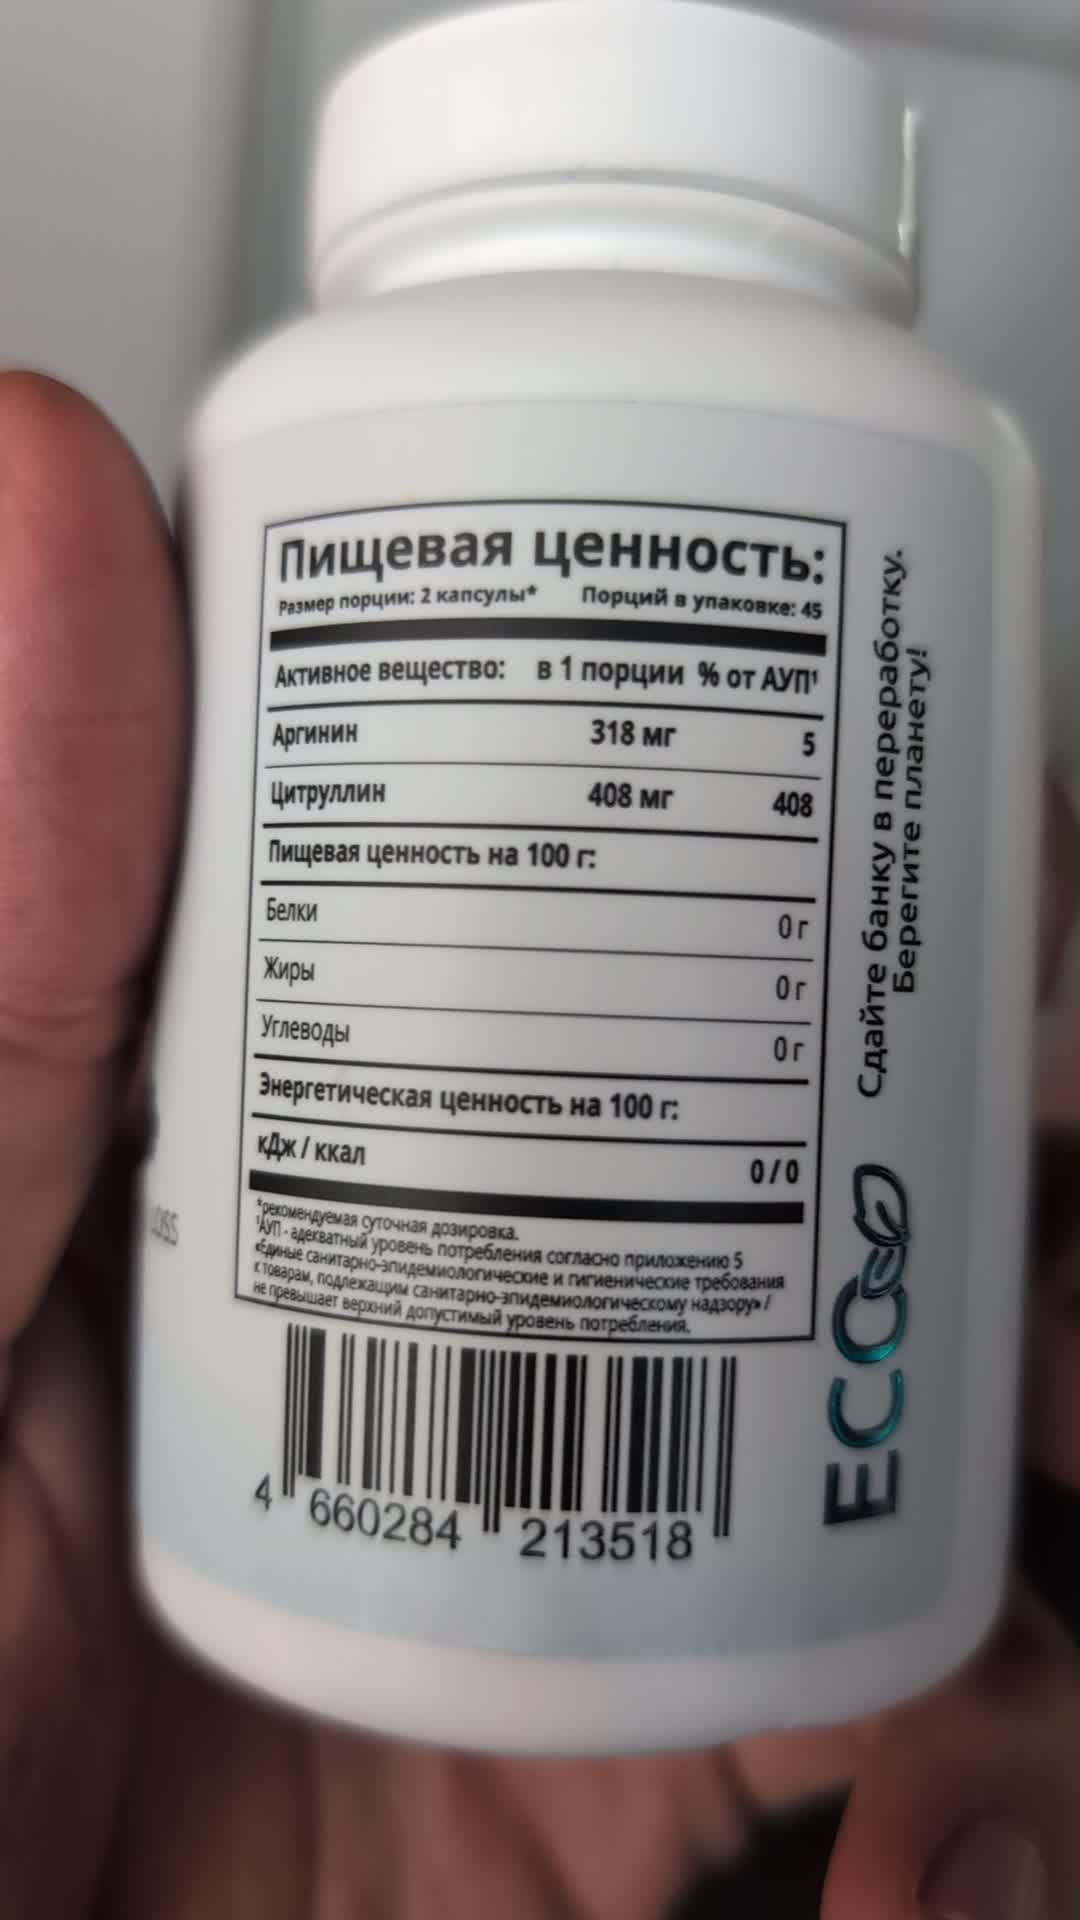 Пищевая ценность:
Размер порции: 2 капсулы* Порций в упаковке: 45
Активное вещество: в 1 порции % от АУП¹
Аргинин 318 мг 5
Цитруллин 408 мг 408
Пищевая ценность на 100 г:
Белки 0 г
Жиры 0 г
Углеводы 0 г
Энергетическая ценность на 100 г:
кДж / ккал 0 / 0
*рекомендуемая суточная дозировка.
¹АУП - адекватный уровень потребления согласно приложению 5
«Единые санитарно-эпидемиологические и гигиенические требования
к товарам, подлежащим санитарно-эпидемиологическому надзору» /
не превышает верхний допустимый уровень потребления.
4 660284 213518
Сдайте банку в переработку.
Берегите планету!
ECO